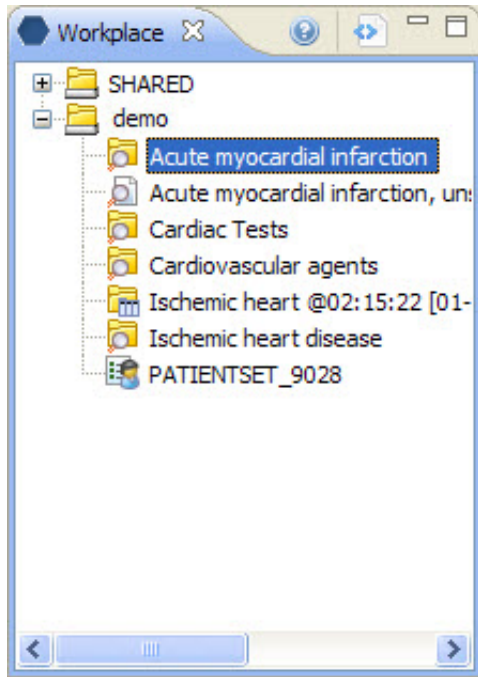 Workplace
SHARED
demo
Acute myocardial infarction
Acute myocardial infarction, uns
Cardiac Tests
Cardiovascular agents
Ischemic heart @02:15:22 [01-
Ischemic heart disease
PATIENTSET_9028